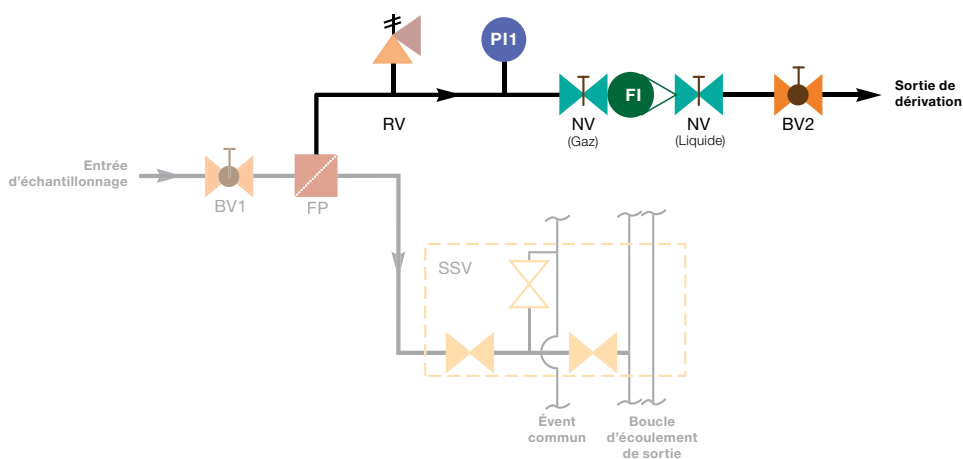 PI1
RV
NV
(Gaz)
FI
NV
(Liquide)
BV2
Sortie de
dérivation
Entrée
d'échantillonnage
BV1
FP
SSV
Évent
commun
Boucle
d'écoulement
de sortie